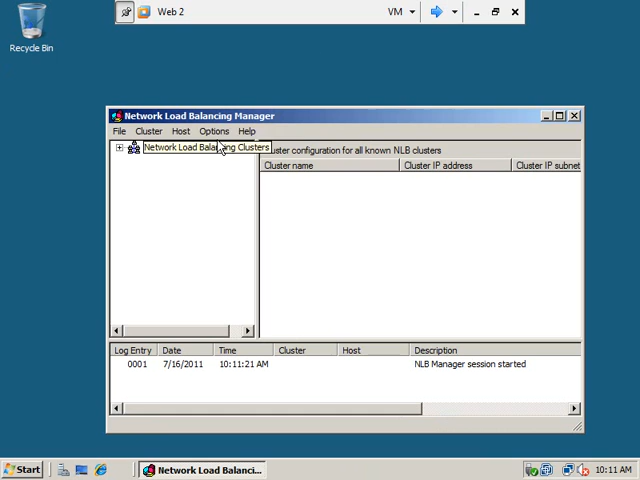 Web 2
VM
Recycle Bin
Network Load Balancing Manager
File Cluster Host Options Help
Network Load Balancing Clusters
Cluster configuration for all known NLB clusters
Cluster name Cluster IP address Cluster IP subnet
Log Entry Date Time Cluster Host Description
0001 7/16/2011 10:11:21 AM NLB Manager session started
Start Network Load Balanci... 10:11 AM